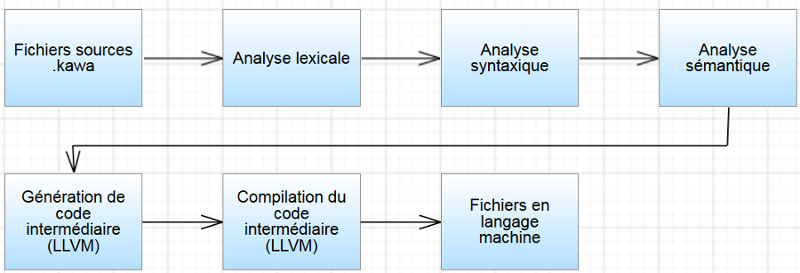 Fichiers sources
.kawa
Analyse lexicale
Analyse
syntaxique
Analyse
sémantique
Génération de
code
intermédiaire
(LLVM)
Compilation du
code
intermédiaire
(LLVM)
Fichiers en
langage
machine